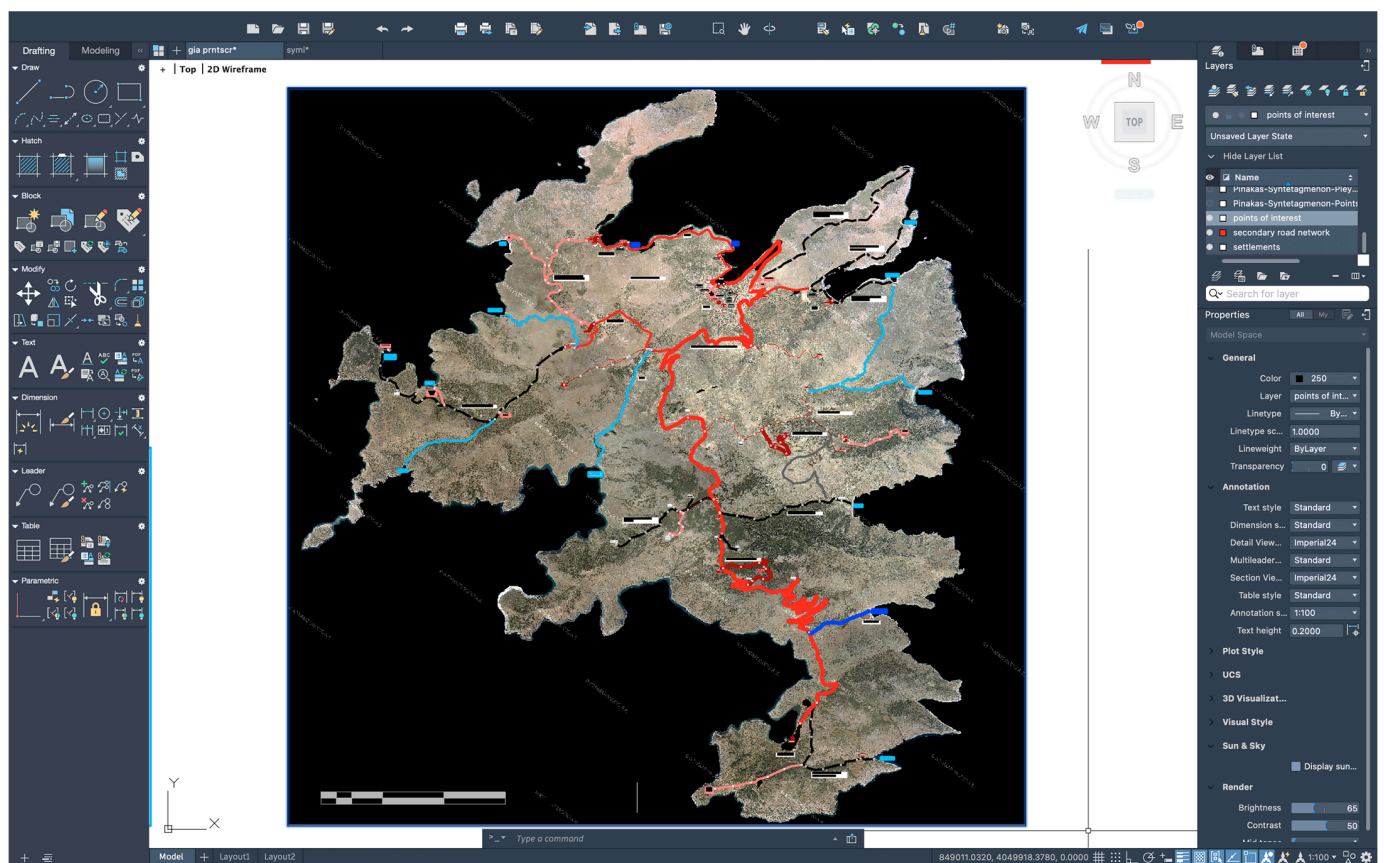 Drafting
Modeling
gia prntscr*
symi*
+ | Top | 2D Wireframe
Draw
Hatch
Block
Modify
Text
A A A ABC
Dimension
Leader
Table
Parametric
N
W TOP E
S
Y
X
Type a command
Model
Layout1
Layout2
849011.0320, 4049918.3780, 0.0000
1:100
Layers
points of interest
Unsaved Layer State
Hide Layer List
Name
Pinakas-Syntetagmenon-Pley...
Pinakas-Syntetagmenon-Points
points of interest
secondary road network
settlements
Search for layer
Properties
All
My
Model Space
General
Color 250
Layer points of int...
Linetype By...
Linetype sc... 1.0000
Lineweight ByLayer
Transparency 0
Annotation
Text style Standard
Dimension s... Standard
Detail View... Imperial24
Multileader... Standard
Section Vie... Imperial24
Table style Standard
Annotation s... 1:100
Text height 0.2000
Plot Style
UCS
3D Visualizat...
Visual Style
Sun & Sky
Display sun...
Render
Brightness 65
Contrast 50